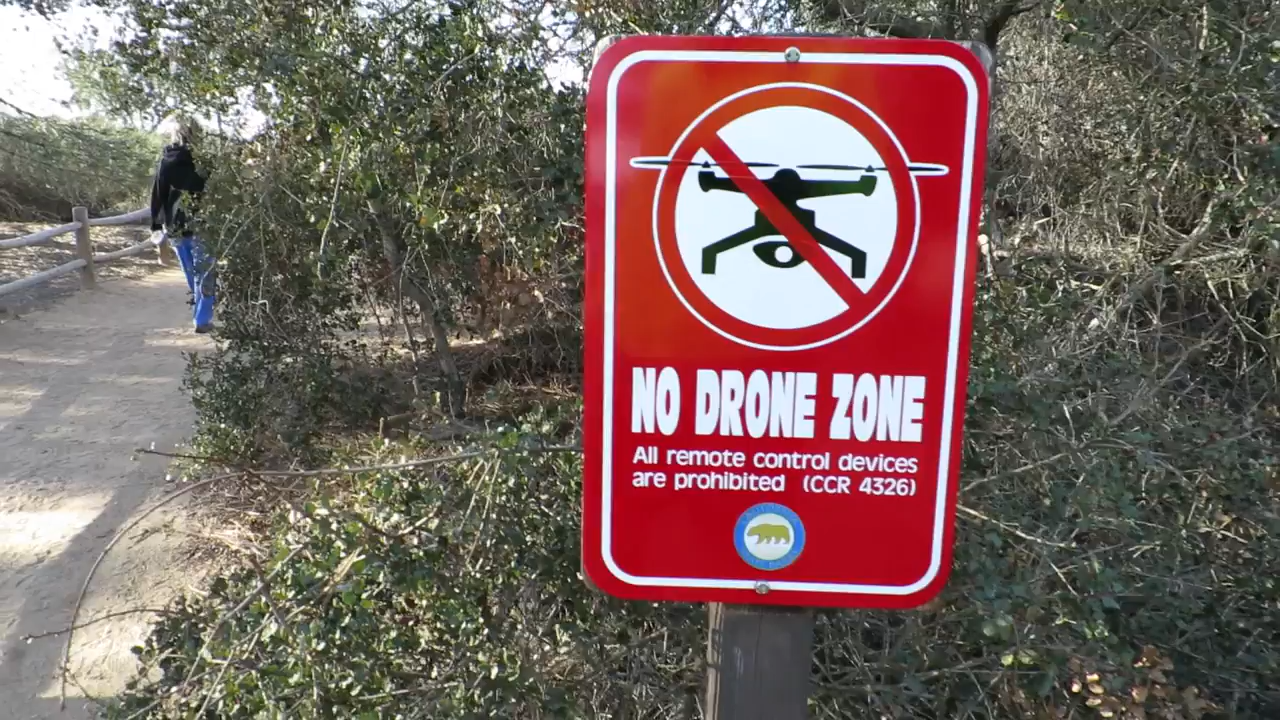 NO DRONE ZONE
All remote control devices
are prohibited (CCR 4326)